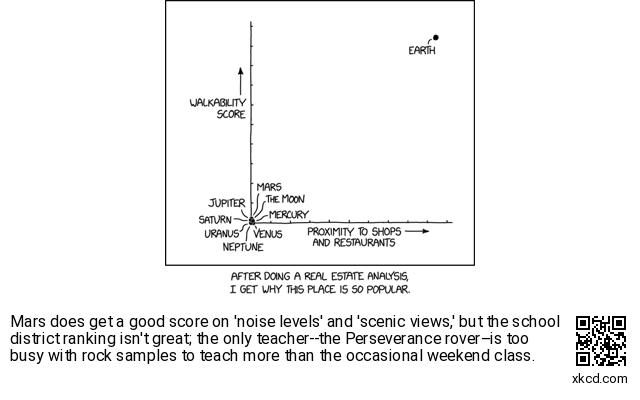 EARTH
WALKABILITY
SCORE
MARS
JUPITER
THE MOON
SATURN
MERCURY
URANUS
VENUS
NEPTUNE
PROXIMITY TO SHOPS
AND RESTAURANTS
AFTER DOING A REAL ESTATE ANALYSIS,
I GET WHY THIS PLACE IS SO POPULAR.
Mars does get a good score on 'noise levels' and 'scenic views,' but the school
district ranking isn't great; the only teacher--the Perseverance rover--is too
busy with rock samples to teach more than the occasional weekend class.
xkcd.com